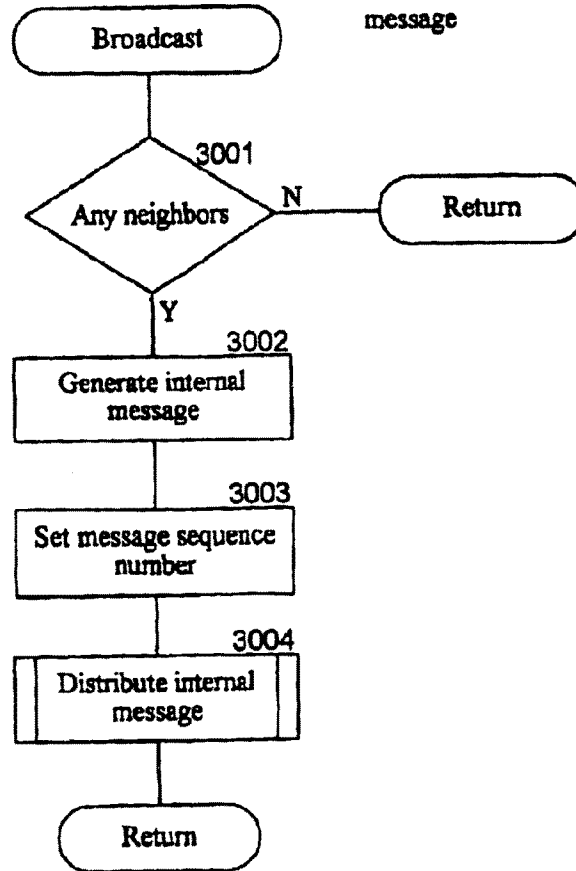 Broadcast
message
3001
Any neighbors
N
Return
Y
3002
Generate internal
message
3003
Set message sequence
number
3004
Distribute internal
message
Return